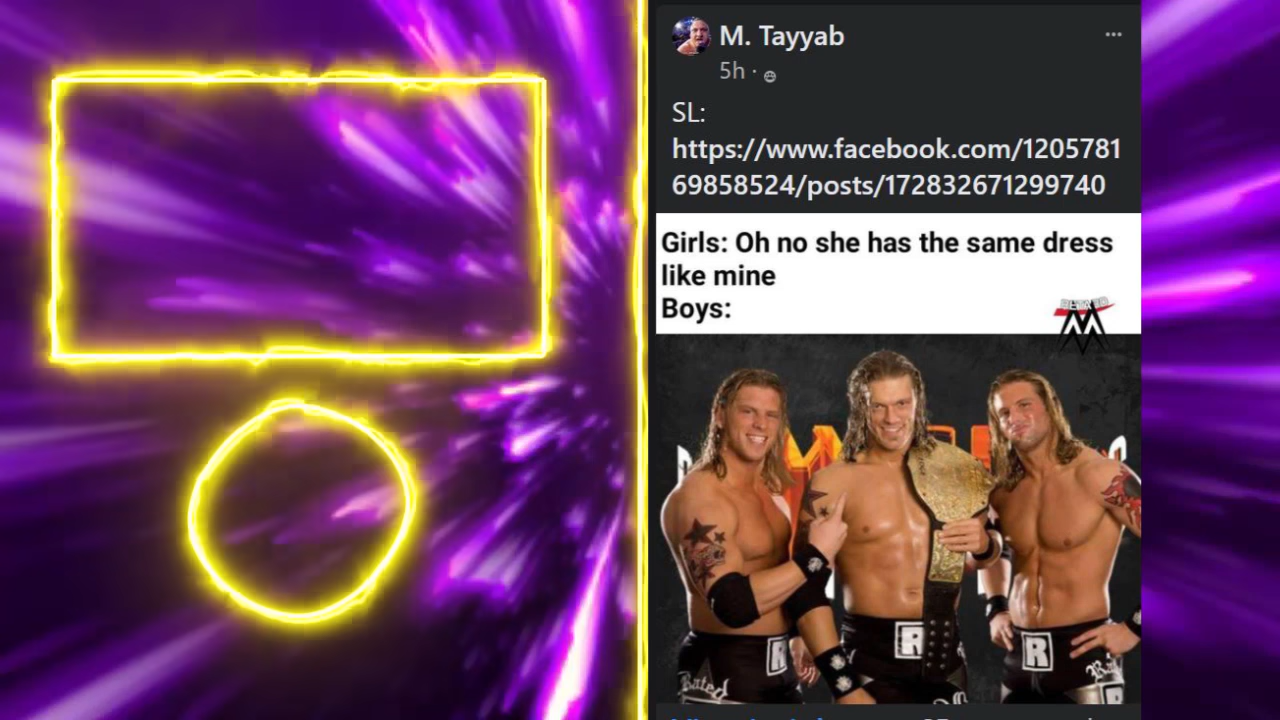 M. Tayyab
5h ·
SL:
https://www.facebook.com/1205781
69858524/posts/172832671299740
Girls: Oh no she has the same dress
like mine
Boys:
R
R
R
Rated